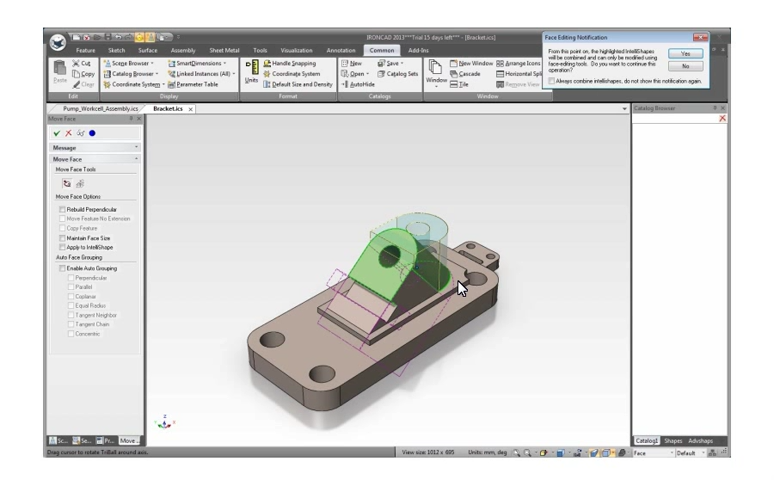 IRONCAD 2013***Trial 15 days left*** - [Bracket.ics]
Feature Sketch Surface Assembly Sheet Metal Tools Visualization Annotation Common Add-Ins
Cut Scene Browser SmartDimensions Handle Snapping New Save New Window Arrange Icons
Paste Copy Catalog Browser Linked Instances (All) Units Coordinate System Open Catalog Sets Window Cascade Horizontal Spli
Clear Coordinate System Parameter Table Default Size and Density AutoHide Tile Remove View
Edit Display Format Catalogs Window
Face Editing Notification
From this point on, the highlighted IntelliShapes
will be combined and can only be modified using
face-editing tools. Do you want to continue this
operation?
Yes
No
Always combine intellishapes, do not show this notification again.
Pump_Workcell_Assembly.ics Bracket.ics
Move Face
Message
Move Face
Move Face Tools
Move Face Options
Rebuild Perpendicular
Move Feature No Extension
Copy Feature
Maintain Face Size
Apply to IntelliShape
Auto Face Grouping
Enable Auto Grouping
Perpendicular
Parallel
Coplanar
Equal Radius
Tangent Neighbor
Tangent Chain
Concentric
Catalog Browser
Z
Sc... Se... Pr... Move...
Catalog1 Shapes Advshaps
Drag cursor to rotate TriBall around axis. View size: 1012 x 695 Units: mm, deg Face Default